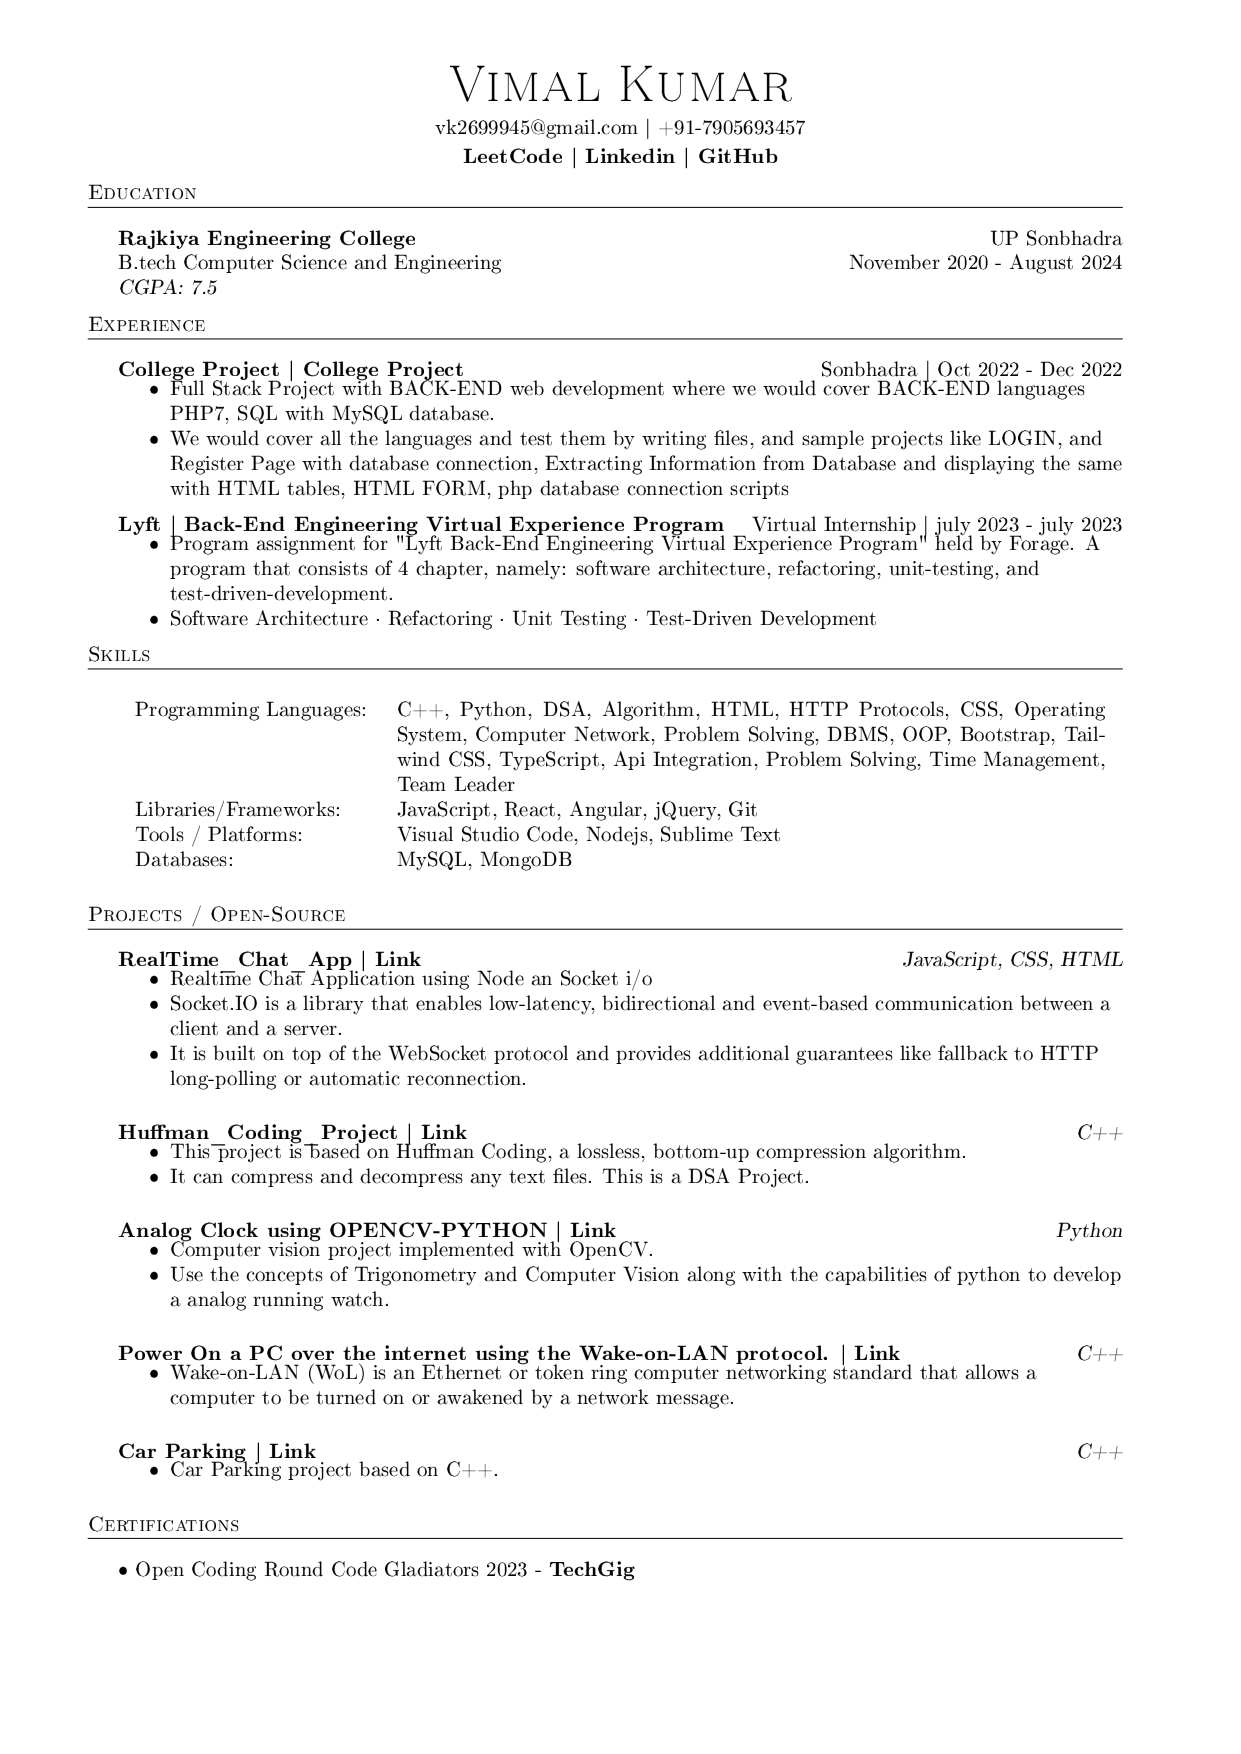 Vimal Kumar
vk2699945@gmail.com | +91-7905693457
LeetCode | Linkedin | GitHub
Education
Rajkiya Engineering College UP Sonbhadra
B.tech Computer Science and Engineering November 2020 - August 2024
CGPA: 7.5
Experience
College Project | College Project Sonbhadra | Oct 2022 - Dec 2022
• Full Stack Project with BACK-END web development where we would cover BACK-END languages
PHP7, SQL with MySQL database.
• We would cover all the languages and test them by writing files, and sample projects like LOGIN, and
Register Page with database connection, Extracting Information from Database and displaying the same
with HTML tables, HTML FORM, php database connection scripts
Lyft | Back-End Engineering Virtual Experience Program Virtual Internship | july 2023 - july 2023
• Program assignment for "Lyft Back-End Engineering Virtual Experience Program" held by Forage. A
program that consists of 4 chapter, namely: software architecture, refactoring, unit-testing, and
test-driven-development.
• Software Architecture · Refactoring · Unit Testing · Test-Driven Development
Skills
Programming Languages: C++, Python, DSA, Algorithm, HTML, HTTP Protocols, CSS, Operating
System, Computer Network, Problem Solving, DBMS, OOP, Bootstrap, Tail-
wind CSS, TypeScript, Api Integration, Problem Solving, Time Management,
Team Leader
Libraries/Frameworks: JavaScript, React, Angular, jQuery, Git
Tools / Platforms: Visual Studio Code, Nodejs, Sublime Text
Databases: MySQL, MongoDB
Projects / Open-Source
RealTime_Chat_App | Link JavaScript, CSS, HTML
• Realtime Chat Application using Node an Socket i/o
• Socket.IO is a library that enables low-latency, bidirectional and event-based communication between a
client and a server.
• It is built on top of the WebSocket protocol and provides additional guarantees like fallback to HTTP
long-polling or automatic reconnection.
Huffman_Coding_Project | Link C++
• This project is based on Huffman Coding, a lossless, bottom-up compression algorithm.
• It can compress and decompress any text files. This is a DSA Project.
Analog Clock using OPENCV-PYTHON | Link Python
• Computer vision project implemented with OpenCV.
• Use the concepts of Trigonometry and Computer Vision along with the capabilities of python to develop
a analog running watch.
Power On a PC over the internet using the Wake-on-LAN protocol. | Link C++
• Wake-on-LAN (WoL) is an Ethernet or token ring computer networking standard that allows a
computer to be turned on or awakened by a network message.
Car Parking | Link C++
• Car Parking project based on C++.
Certifications
• Open Coding Round Code Gladiators 2023 - TechGig